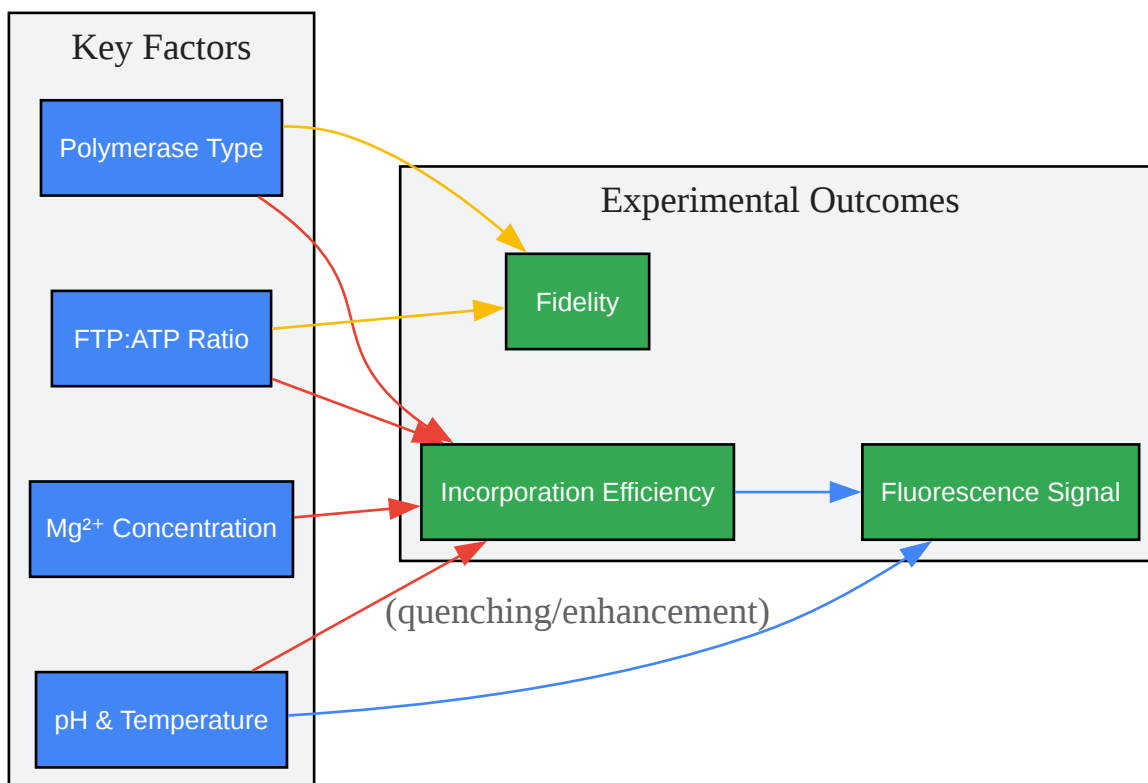 Key Factors
Polymerase Type
FTP:ATP Ratio
Mg²⁺ Concentration
pH & Temperature
Experimental Outcomes
Fidelity
Incorporation Efficiency
Fluorescence Signal
(quenching/enhancement)